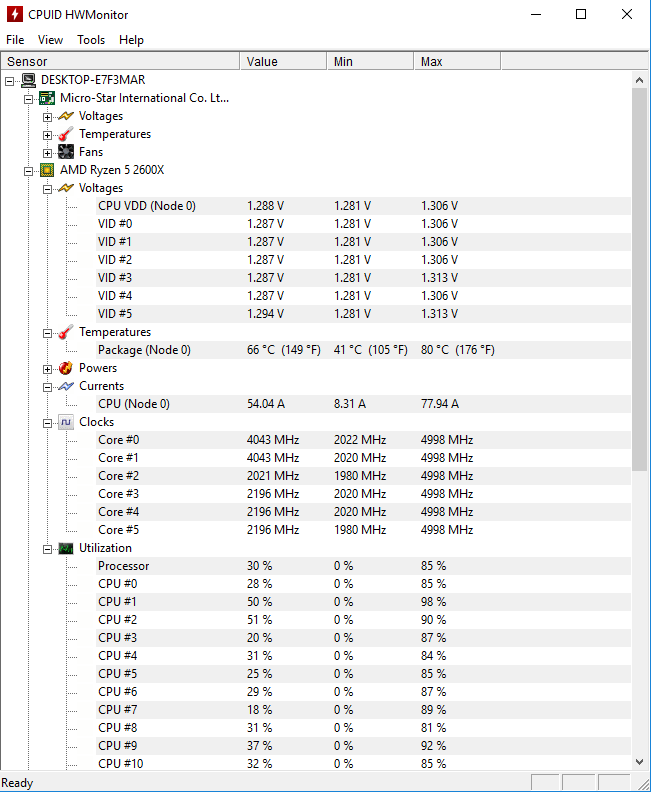 CPUID HWMonitor
File View Tools Help
Sensor Value Min Max
DESKTOP-E7F3MAR
Micro-Star International Co. Lt...
Voltages
Temperatures
Fans
AMD Ryzen 5 2600X
Voltages
CPU VDD (Node 0) 1.288 V 1.281 V 1.306 V
VID #0 1.287 V 1.281 V 1.306 V
VID #1 1.287 V 1.281 V 1.306 V
VID #2 1.287 V 1.281 V 1.306 V
VID #3 1.287 V 1.281 V 1.313 V
VID #4 1.287 V 1.281 V 1.306 V
VID #5 1.294 V 1.281 V 1.313 V
Temperatures
Package (Node 0) 66 °C (149 °F) 41 °C (105 °F) 80 °C (176 °F)
Powers
Currents
CPU (Node 0) 54.04 A 8.31 A 77.94 A
Clocks
Core #0 4043 MHz 2022 MHz 4998 MHz
Core #1 4043 MHz 2020 MHz 4998 MHz
Core #2 2021 MHz 1980 MHz 4998 MHz
Core #3 2196 MHz 2020 MHz 4998 MHz
Core #4 2196 MHz 2020 MHz 4998 MHz
Core #5 2196 MHz 1980 MHz 4998 MHz
Utilization
Processor 30 % 0 % 85 %
CPU #0 28 % 0 % 85 %
CPU #1 50 % 0 % 98 %
CPU #2 51 % 0 % 90 %
CPU #3 20 % 0 % 87 %
CPU #4 31 % 0 % 84 %
CPU #5 25 % 0 % 85 %
CPU #6 29 % 0 % 87 %
CPU #7 18 % 0 % 89 %
CPU #8 31 % 0 % 81 %
CPU #9 37 % 0 % 92 %
CPU #10 32 % 0 % 85 %
Ready